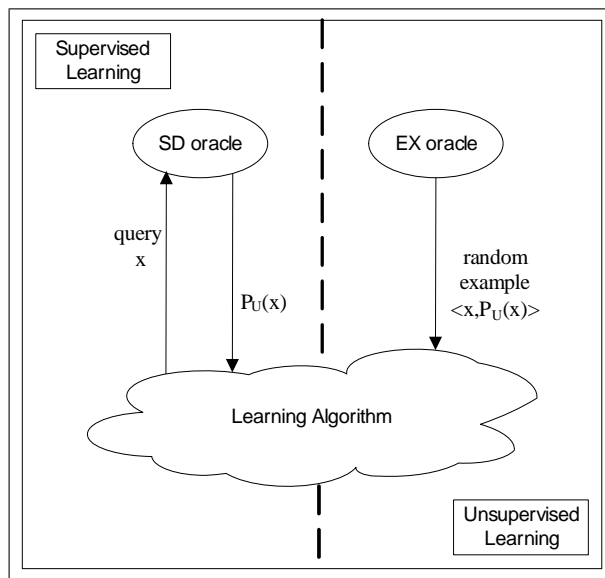 Supervised
Learning
SD oracle
EX oracle
query
x
P_U(x)
random
example
<x,P_U(x)>
Learning Algorithm
Unsupervised
Learning